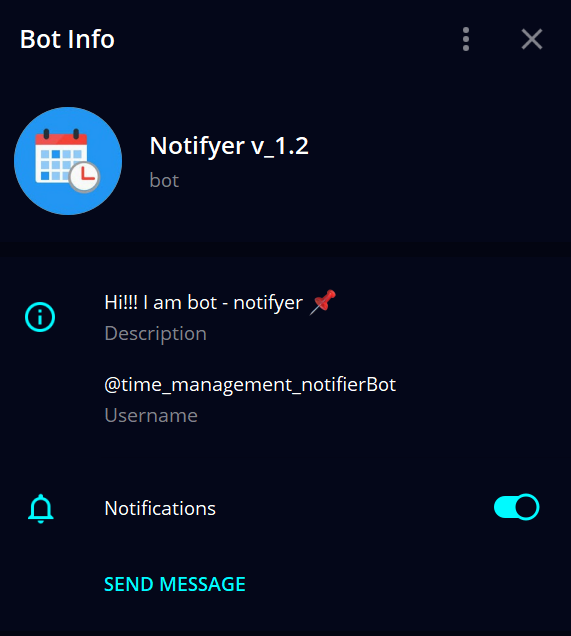 Bot Info
Notifyer v_1.2
bot
Hi!!! I am bot - notifyer 📌
Description
@time_management_notifierBot
Username
Notifications
SEND MESSAGE